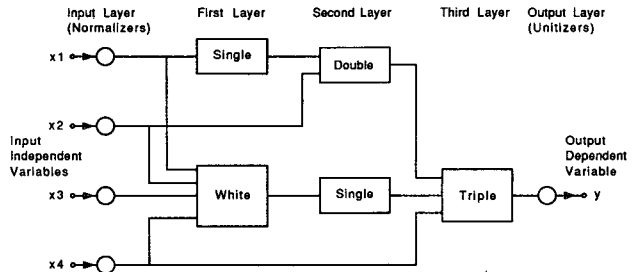 Input Layer
(Normalizers)
First Layer
Second Layer
Third Layer
Output Layer
(Unitizers)
x1
Single
Double
x2
Input
Independent
Variables
x3
White
Single
Triple
Output
Dependent
Variable
y
x4